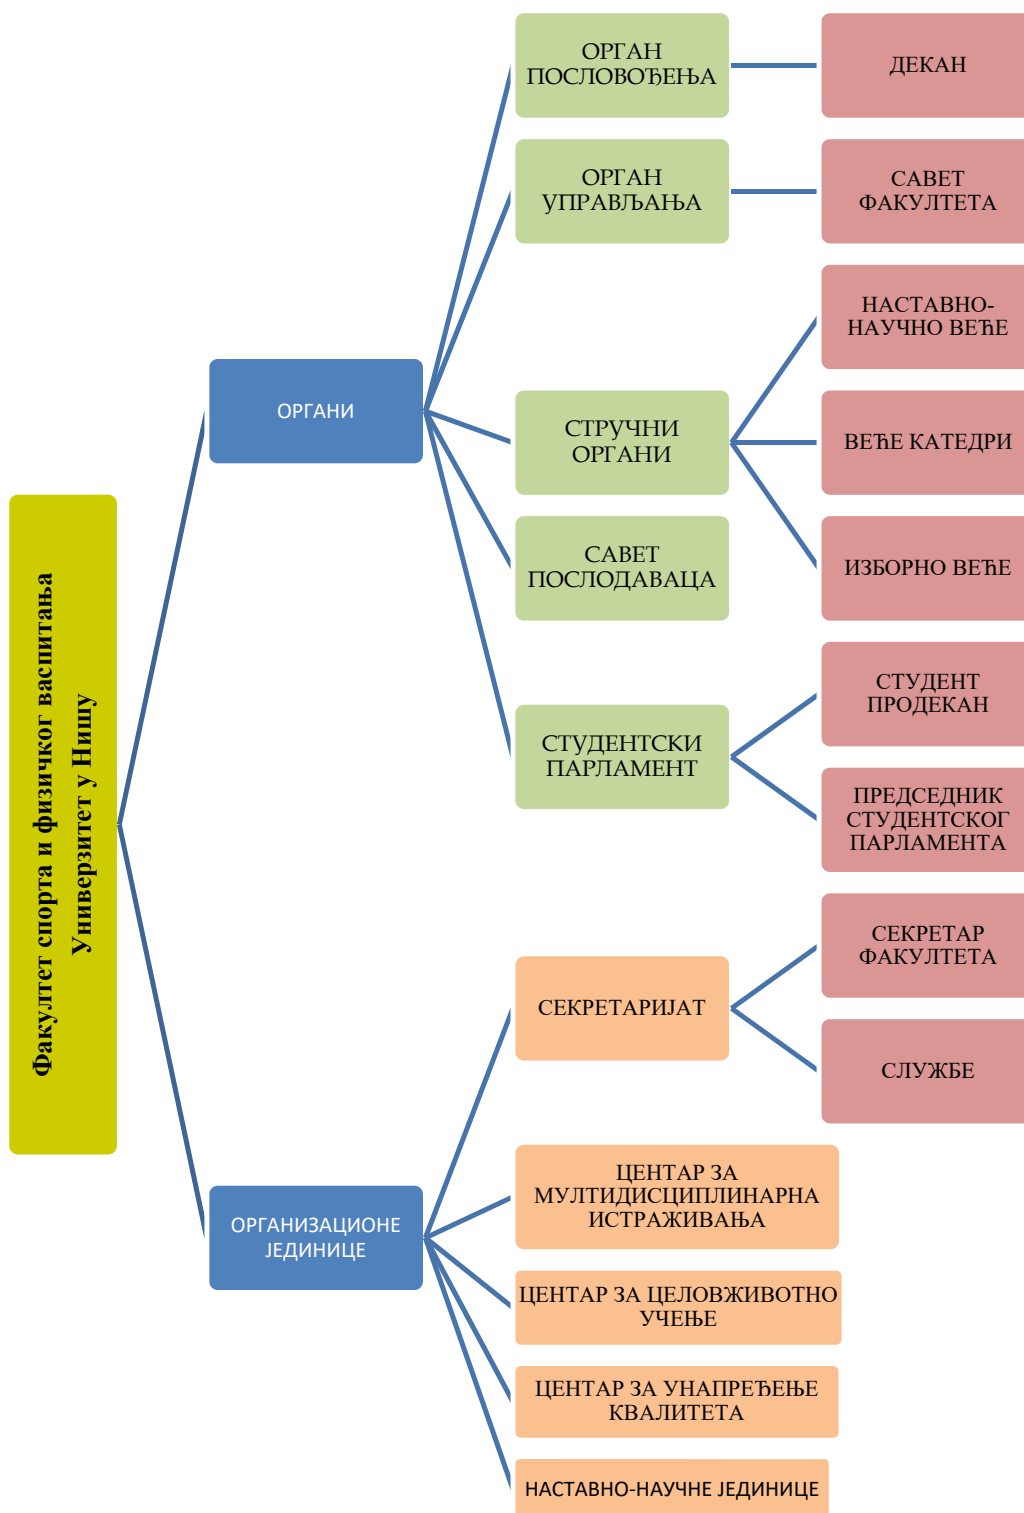 Факултет спорта и физичког васпитања
Универзитет у Нишу
ОРГАНИ
ОРГАН
ПОСЛОВОЂЕЊА
ДЕКАН
ОРГАН
УПРАВЉАЊА
САВЕТ
ФАКУЛТЕТА
СТРУЧНИ
ОРГАНИ
НАСТАВНО-
НАУЧНО ВЕЋЕ
ВЕЋЕ КАТЕДРИ
ИЗБОРНО ВЕЋЕ
САВЕТ
ПОСЛОДАВАЦА
СТУДЕНТСКИ
ПАРЛАМЕНТ
СТУДЕНТ
ПРОДЕКАН
ПРЕДСЕДНИК
СТУДЕНТСКОГ
ПАРЛАМЕНТА
ОРГАНИЗАЦИОНЕ
ЈЕДИНИЦЕ
СЕКРЕТАРИЈАТ
СЕКРЕТАР
ФАКУЛТЕТА
СЛУЖБЕ
ЦЕНТАР ЗА
МУЛТИДИСЦИПЛИНАРНА
ИСТРАЖИВАЊА
ЦЕНТАР ЗА ЦЕЛОВЖИВОТНО
УЧЕЊЕ
ЦЕНТАР ЗА УНАПРЕЂЕЊЕ
КВАЛИТЕТА
НАСТАВНО-НАУЧНЕ ЈЕДИНИЦЕ